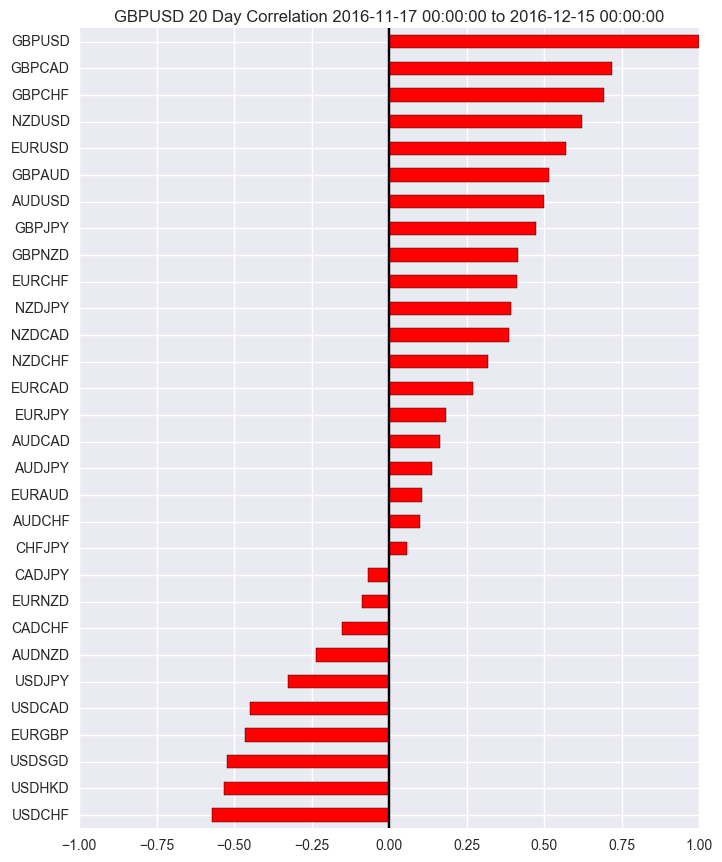 GBPUSD 20 Day Correlation 2016-11-17 00:00:00 to 2016-12-15 00:00:00
GBPUSD
GBPCAD
GBPCHF
NZDUSD
EURUSD
GBPAUD
AUDUSD
GBPJPY
GBPNZD
EURCHF
NZDJPY
NZDCAD
NZDCHF
EURCAD
EURJPY
AUDCAD
AUDJPY
EURAUD
AUDCHF
CHFJPY
CADJPY
EURNZD
CADCHF
AUDNZD
USDJPY
USDCAD
EURGBP
USDSGD
USDHKD
USDCHF
−1.00 −0.75 −0.50 −0.25 0.00 0.25 0.50 0.75 1.00